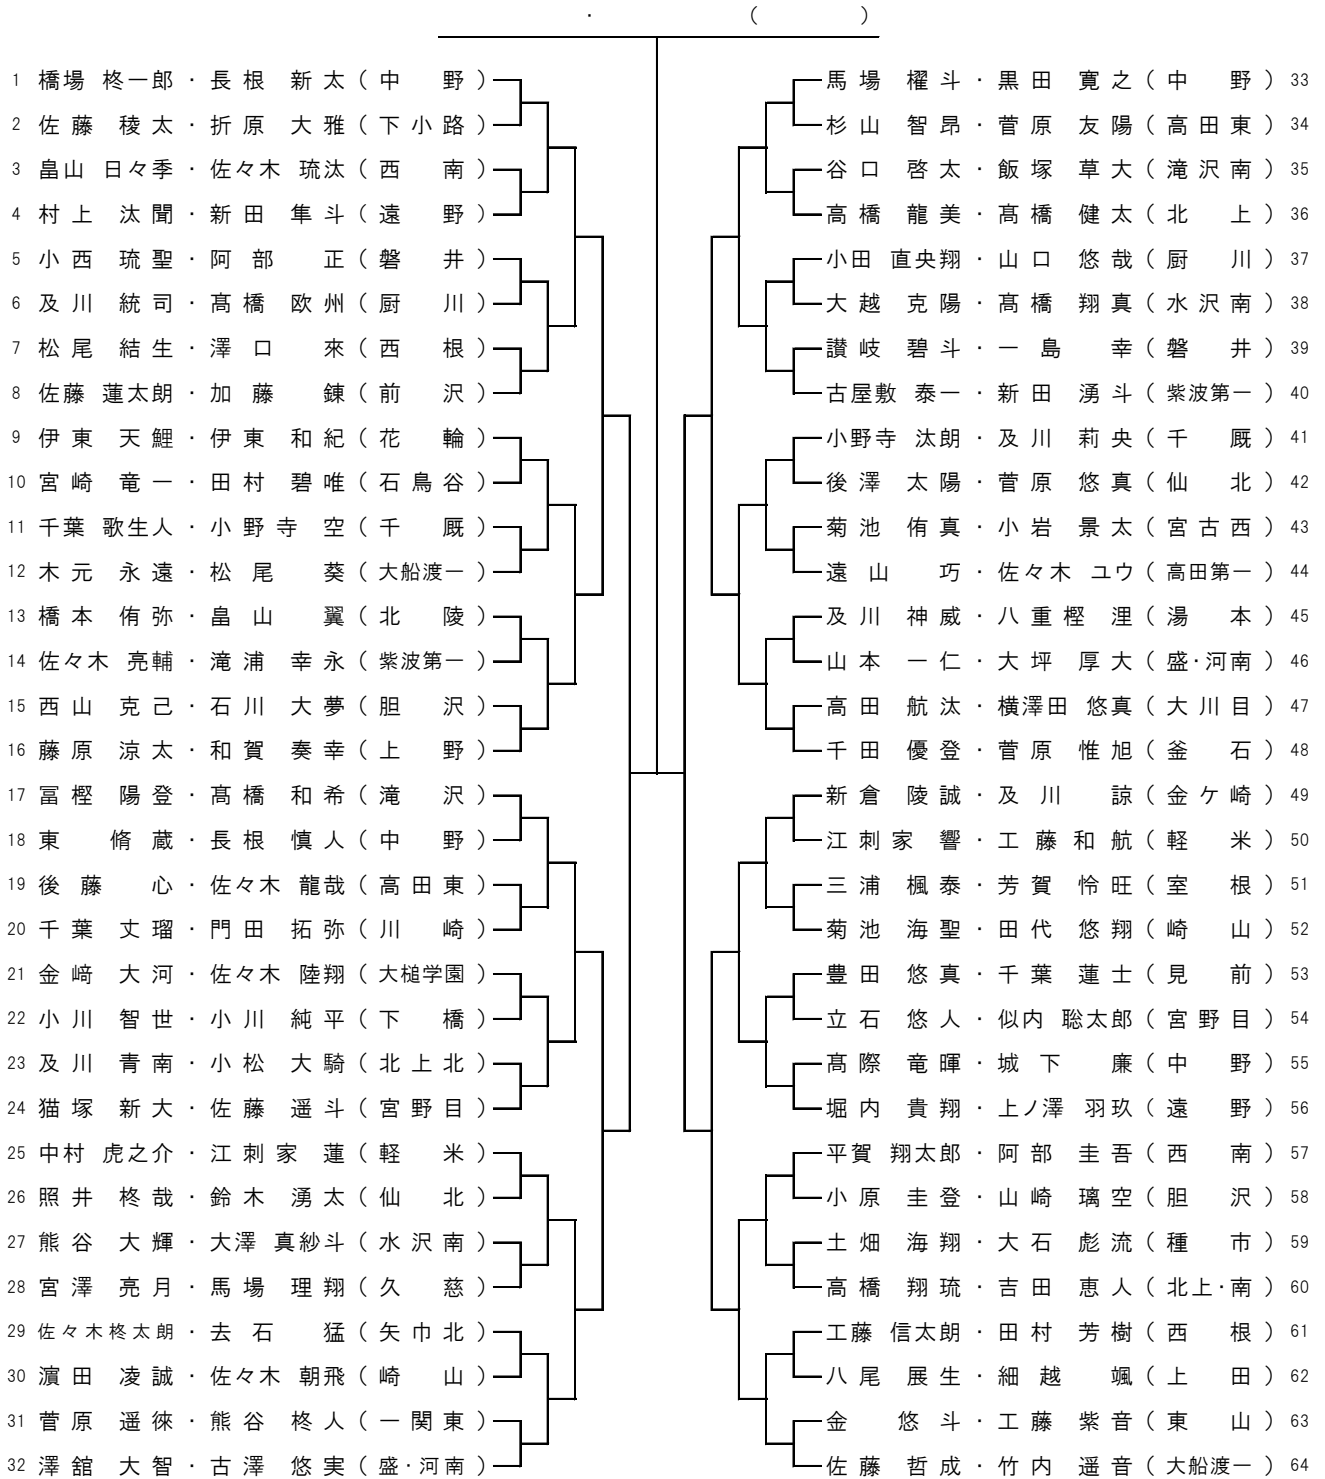 ・ ( )
1 橋場 柊一郎・長根 新太(中 野)
2 佐藤 稜太・折原 大雅(下小路)
3 畠山 日々季・佐々木 琉汰(西 南)
4 村上 汰聞・新田 隼斗(遠 野)
5 小西 琉聖・阿部 正(磐 井)
6 及川 統司・髙橋 欧州(厨 川)
7 松尾 結生・澤口 來(西 根)
8 佐藤 蓮太朗・加藤 錬(前 沢)
9 伊東 天鯉・伊東 和紀(花 輪)
10 宮崎 竜一・田村 碧唯(石鳥谷)
11 千葉 歌生人・小野寺 空(千 厩)
12 木元 永遠・松尾 葵(大船渡一)
13 橋本 侑弥・畠山 翼(北 陵)
14 佐々木 亮輔・滝浦 幸永(紫波第一)
15 西山 克己・石川 大夢(胆 沢)
16 藤原 涼太・和賀 奏幸(上 野)
17 冨樫 陽登・髙橋 和希(滝 沢)
18 東 脩蔵・長根 慎人(中 野)
19 後藤 心・佐々木 龍哉(高田東)
20 千葉 丈瑠・門田 拓弥(川 崎)
21 金﨑 大河・佐々木 陸翔(大槌学園)
22 小川 智世・小川 純平(下 橋)
23 及川 青南・小松 大騎(北上北)
24 猫塚 新大・佐藤 遥斗(宮野目)
25 中村 虎之介・江刺家 蓮(軽 米)
26 照井 柊哉・鈴木 湧太(仙 北)
27 熊谷 大輝・大澤 真紗斗(水沢南)
28 宮澤 亮月・馬場 理翔(久 慈)
29 佐々木柊太朗・去石 猛(矢巾北)
30 濵田 凌誠・佐々木 朝飛(崎 山)
31 菅原 遥徠・熊谷 柊人(一関東)
32 澤舘 大智・古澤 悠実(盛・河南)
馬場 櫂斗・黒田 寛之(中 野) 33
杉山 智昂・菅原 友陽(高田東) 34
谷口 啓太・飯塚 草大(滝沢南) 35
高橋 龍美・髙橋 健太(北 上) 36
小田 直央翔・山口 悠哉(厨 川) 37
大越 克陽・髙橋 翔真(水沢南) 38
讃岐 碧斗・一島 幸(磐 井) 39
古屋敷 泰一・新田 湧斗(紫波第一) 40
小野寺 汰朗・及川 莉央(千 厩) 41
後澤 太陽・菅原 悠真(仙 北) 42
菊池 侑真・小岩 景太(宮古西) 43
遠山 巧・佐々木 ユウ(高田第一) 44
及川 神威・八重樫 浬(湯 本) 45
山本 一仁・大坪 厚大(盛・河南) 46
高田 航汰・横澤田 悠真(大川目) 47
千田 優登・菅原 惟旭(釜 石) 48
新倉 陵誠・及川 諒(金ケ崎) 49
江刺家 響・工藤和航(軽 米) 50
三浦 楓泰・芳賀 怜旺(室 根) 51
菊池 海聖・田代 悠翔(崎 山) 52
豊田 悠真・千葉 蓮士(見 前) 53
立石 悠人・似内 聡太郎(宮野目) 54
髙際 竜暉・城下 廉(中 野) 55
堀内 貴翔・上ノ澤 羽玖(遠 野) 56
平賀 翔太郎・阿部 圭吾(西 南) 57
小原 圭登・山崎 璃空(胆 沢) 58
土畑 海翔・大石 彪流(種 市) 59
高橋 翔琉・吉田 恵人(北上・南) 60
工藤 信太朗・田村 芳樹(西 根) 61
八尾 展生・細越 颯(上 田) 62
金 悠斗・工藤 紫音(東 山) 63
佐藤 哲成・竹内 遥音(大船渡一) 64